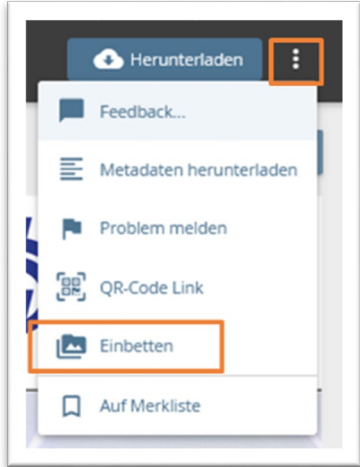 Herunterladen
Feedback...
Metadaten herunterladen
Problem melden
QR-Code Link
Einbetten
Auf Merkliste